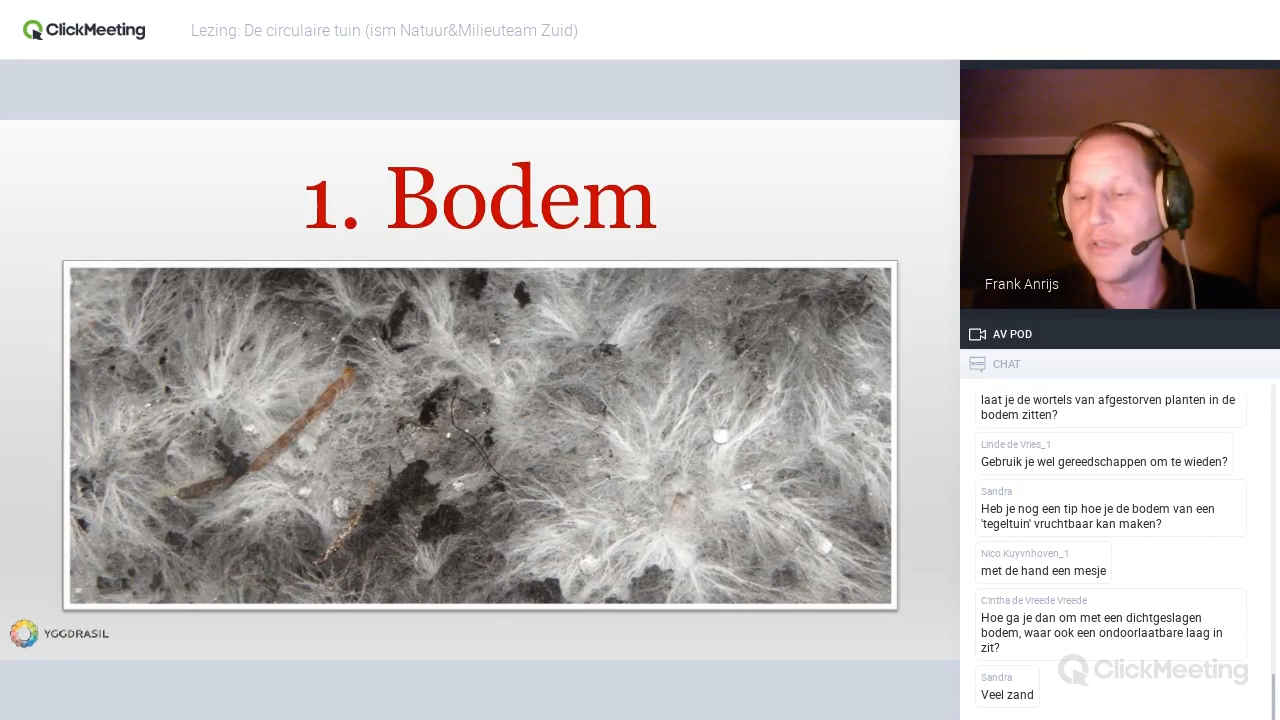 ClickMeeting
Lezing: De circulaire tuin (ism Natuur&Milieuteam Zuid)
1. Bodem
YGGDRASIL
Frank Anrijs
AV POD
CHAT
laat je de wortels van afgestorven planten in de
bodem zitten?
Linde de Vries_1
Gebruik je wel gereedschappen om te wieden?
Sandra
Heb je nog een tip hoe je de bodem van een
'tegeltuin' vruchtbaar kan maken?
Nico Kuyvnhoven_1
met de hand een mesje
Cintha de Vreede Vreede
Hoe ga je dan om met een dichtgeslagen
bodem, waar ook een ondoorlaatbare laag in
zit?
ClickMeeting
Sandra
Veel zand